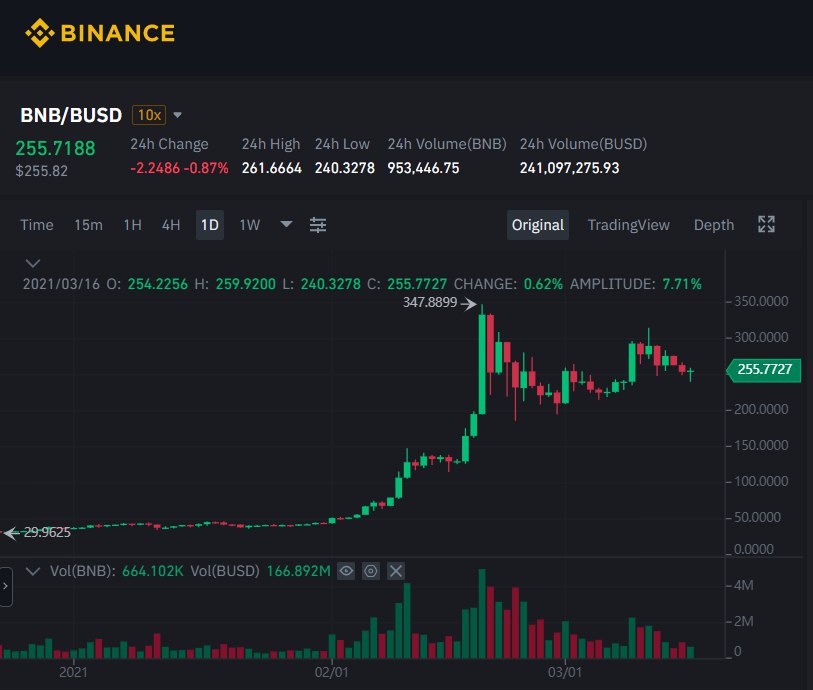 BINANCE
BNB/BUSD 10x
255.7188
$255.82
24h Change 24h High 24h Low 24h Volume(BNB) 24h Volume(BUSD)
-2.2486 -0.87% 261.6664 240.3278 953,446.75 241,097,275.93
Time 15m 1H 4H 1D 1W Original TradingView Depth
2021/03/16 O: 254.2256 H: 259.9200 L: 240.3278 C: 255.7727 CHANGE: 0.62% AMPLITUDE: 7.71%
347.8899
350.0000
300.0000
255.7727
200.0000
150.0000
100.0000
50.0000
29.9625
0.0000
Vol(BNB): 664.102K Vol(BUSD) 166.892M
4M
2M
0
2021 02/01 03/01